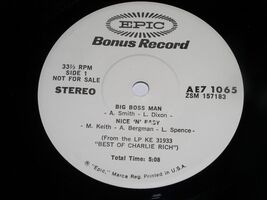 EPIC
Bonus Record
33⅓ RPM
SIDE 1
NOT FOR SALE
STEREO
AE7 1065
ZSM 157183
BIG BOSS MAN
- A. Smith - L. Dixon -
NICE 'N' EASY
- M. Keith - A. Bergman - L. Spence -
(From the LP KE 31933
"BEST OF CHARLIE RICH")
Total Time: 5:08
® "Epic," Marca Reg. Printed in U.S.A.